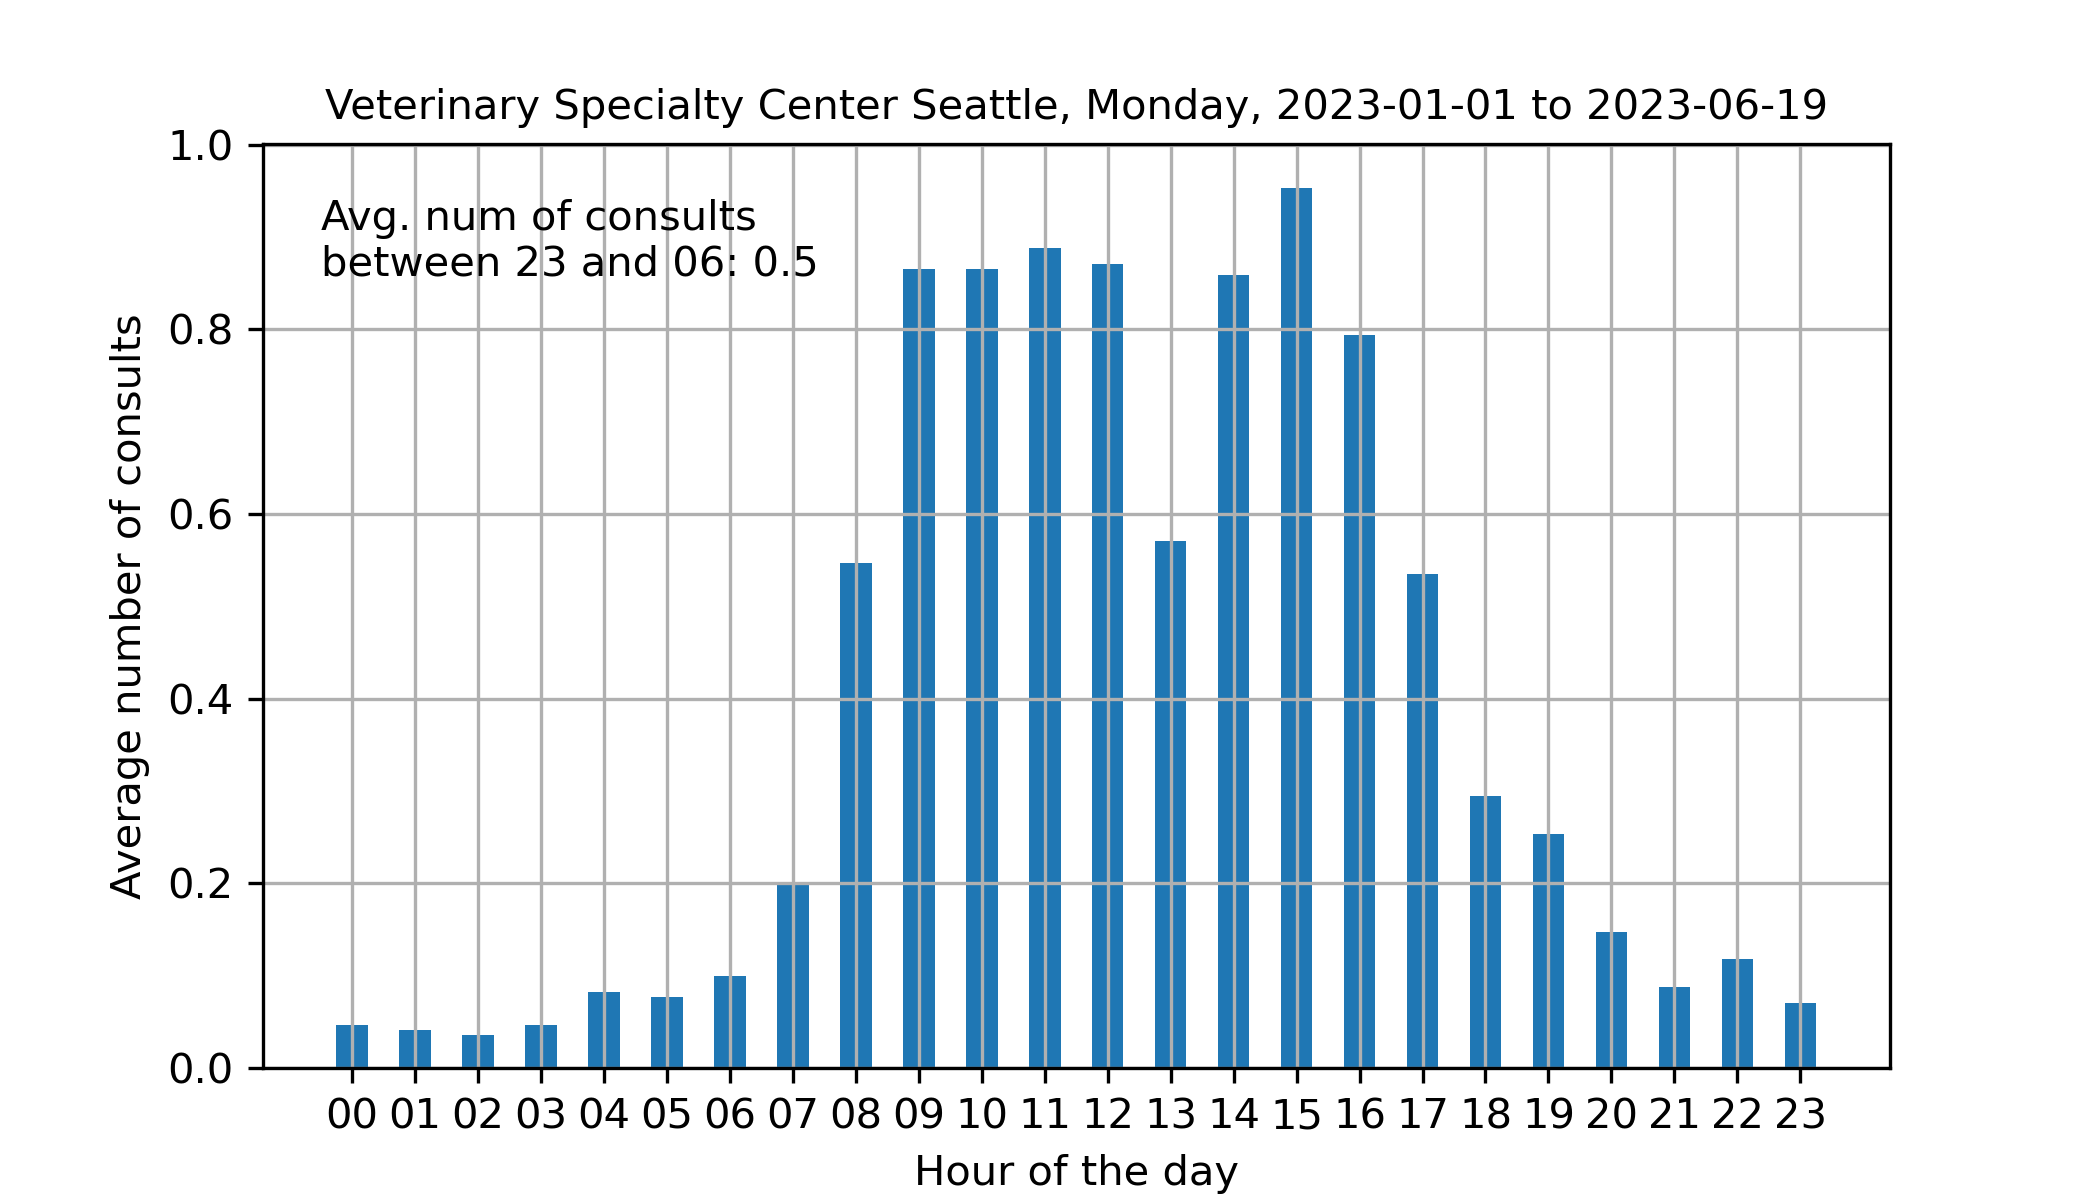 Veterinary Specialty Center Seattle, Monday, 2023-01-01 to 2023-06-19
1.0
Avg. num of consults
between 23 and 06: 0.5
0.8
0.6
0.4
0.2
0.0
Average number of consults
00 01 02 03 04 05 06 07 08 09 10 11 12 13 14 15 16 17 18 19 20 21 22 23
Hour of the day